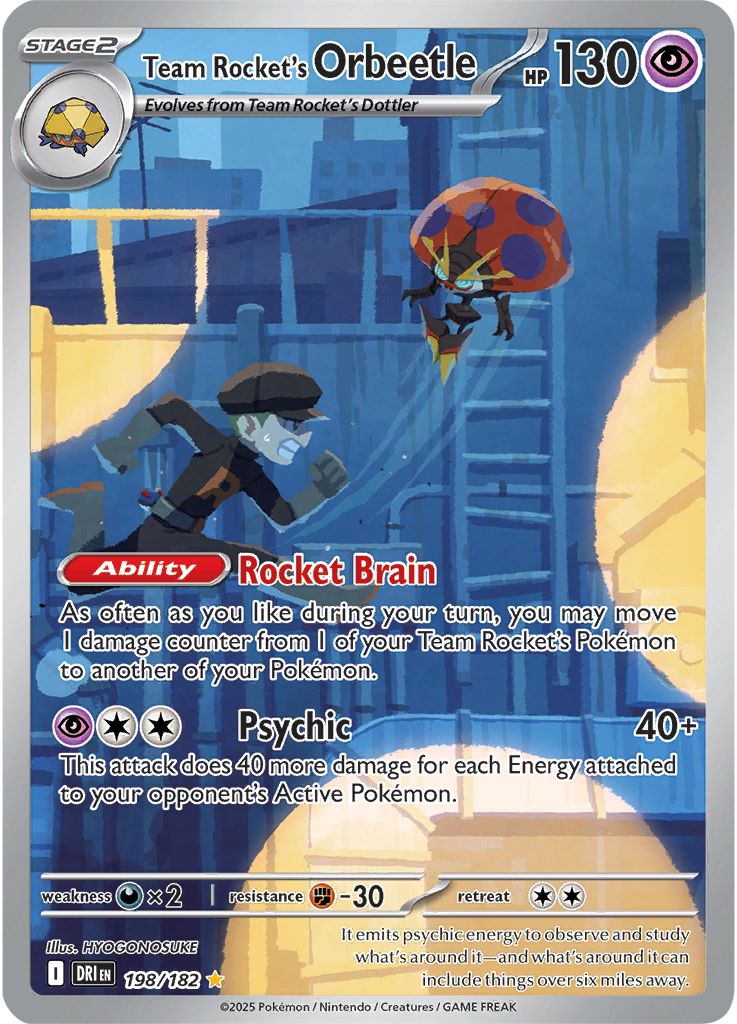 STAGE2
Team Rocket's Orbeetle
HP 130
Evolves from Team Rocket's Dottler
R
Ability Rocket Brain
As often as you like during your turn, you may move
1 damage counter from 1 of your Team Rocket's Pokémon
to another of your Pokémon.
Psychic 40+
This attack does 40 more damage for each Energy attached
to your opponent's Active Pokémon.
weakness ×2 resistance -30 retreat
Illus. HYOGONOSUKE
It emits psychic energy to observe and study
what's around it—and what's around it can
include things over six miles away.
I DRI EN 198/182
©2025 Pokémon / Nintendo / Creatures / GAME FREAK